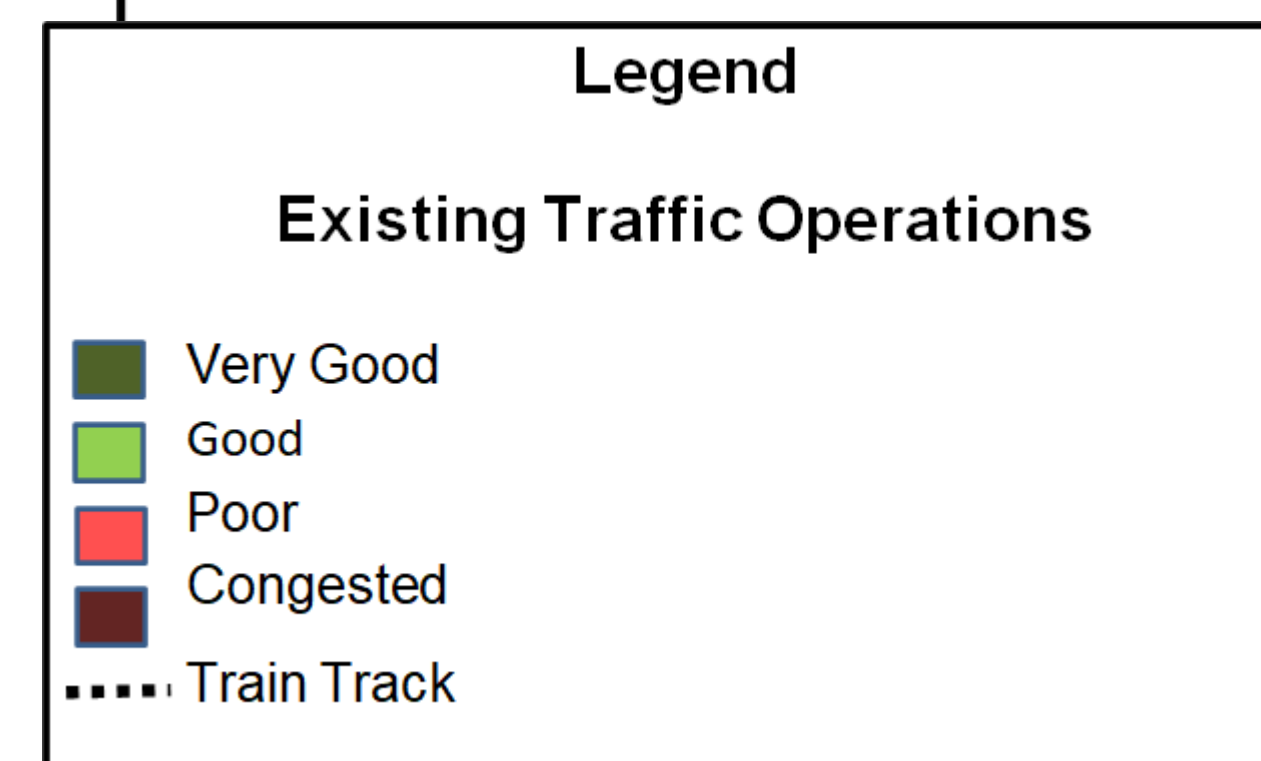 Legend
Existing Traffic Operations
Very Good
Good
Poor
Congested
Train Track